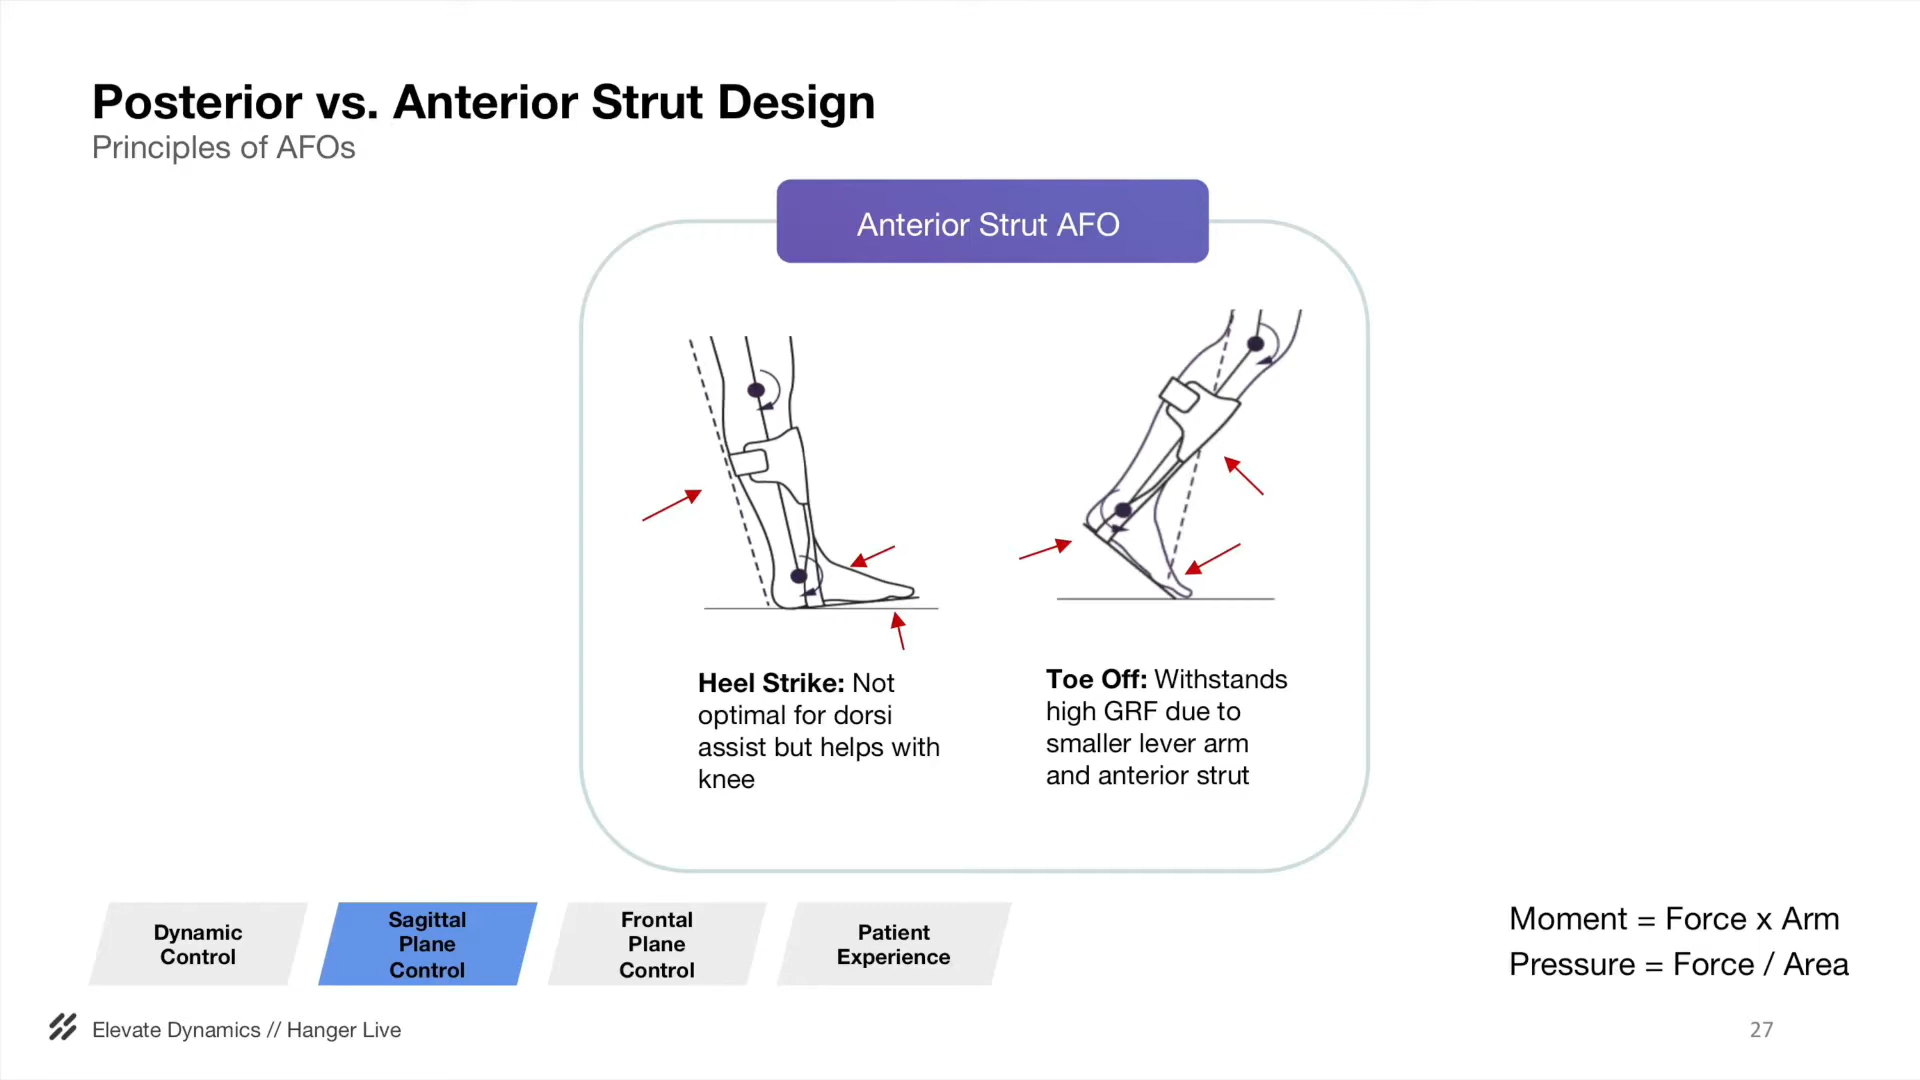 Posterior vs. Anterior Strut Design
Principles of AFOs
Anterior Strut AFO
Heel Strike: Not
optimal for dorsi
assist but helps with
knee
Toe Off: Withstands
high GRF due to
smaller lever arm
and anterior strut
Dynamic
Control
Sagittal
Plane
Control
Frontal
Plane
Control
Patient
Experience
Moment = Force x Arm
Pressure = Force / Area
Elevate Dynamics // Hanger Live
27